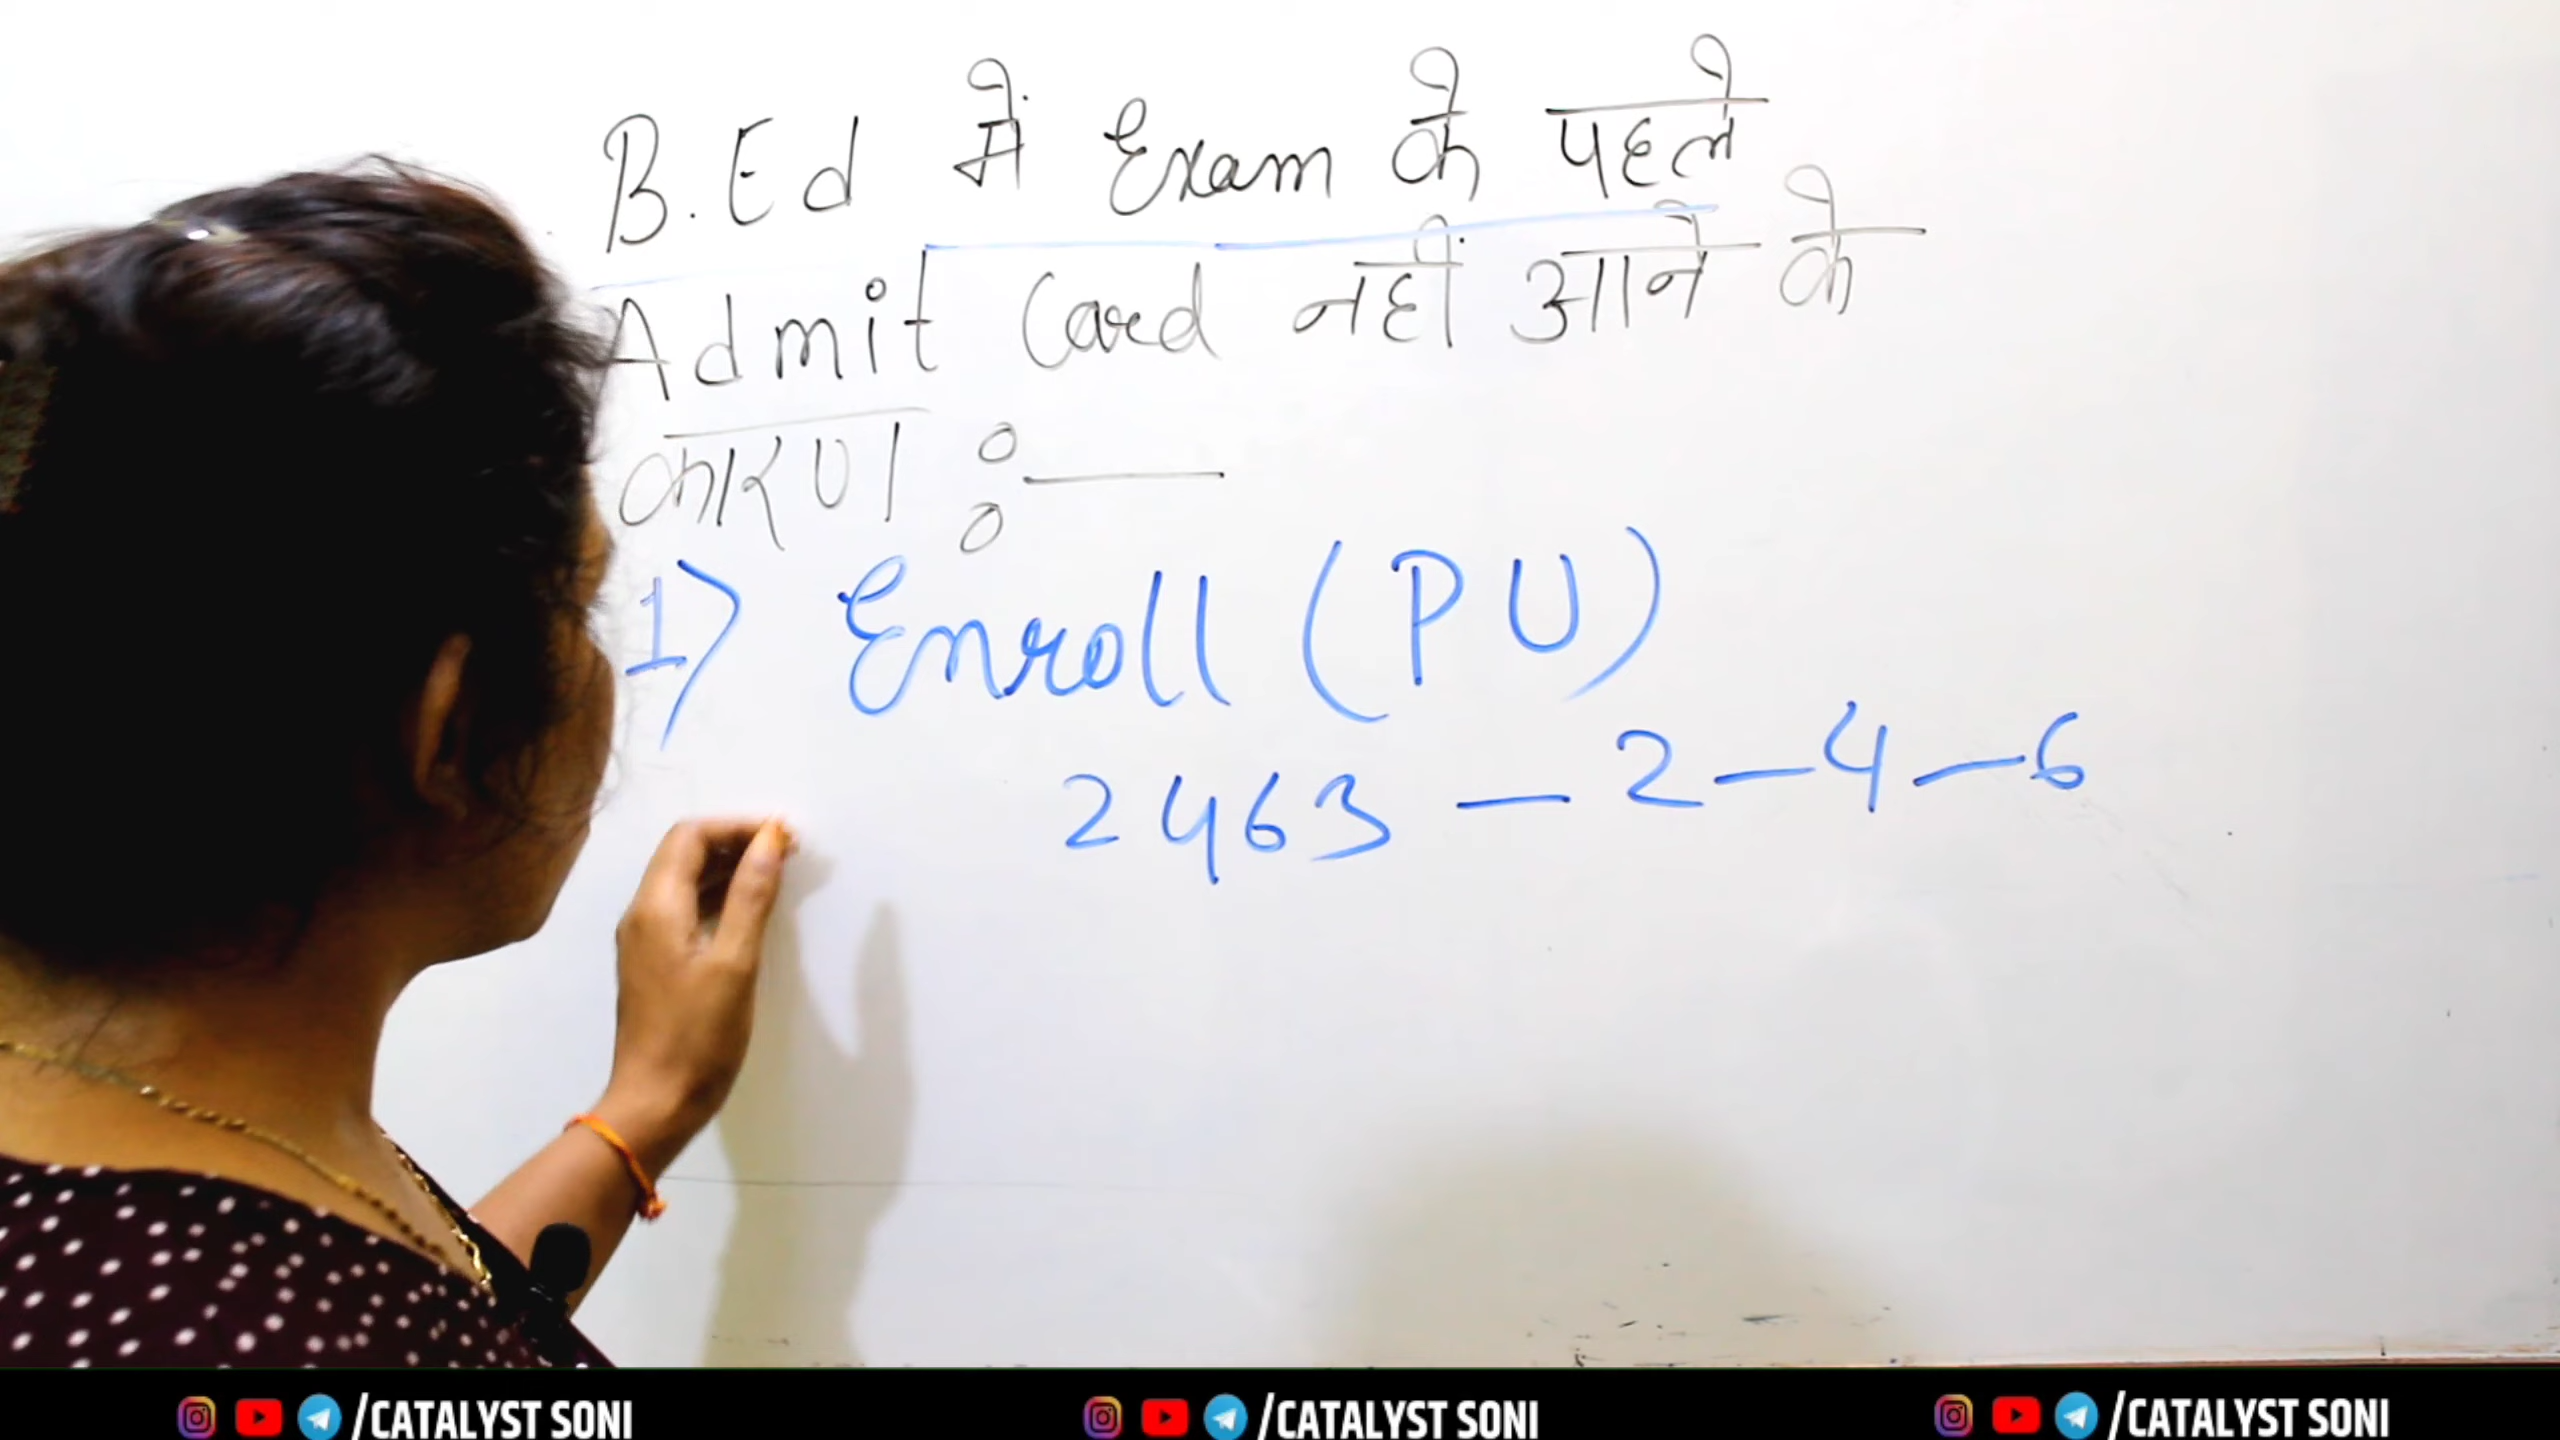 B.Ed में Exam के पहले
Admit Card नहीं आने के
कारण :—
1) Enroll (PU)
2463 — 2 — 4 — 6
/CATALYST SONI /CATALYST SONI /CATALYST SONI